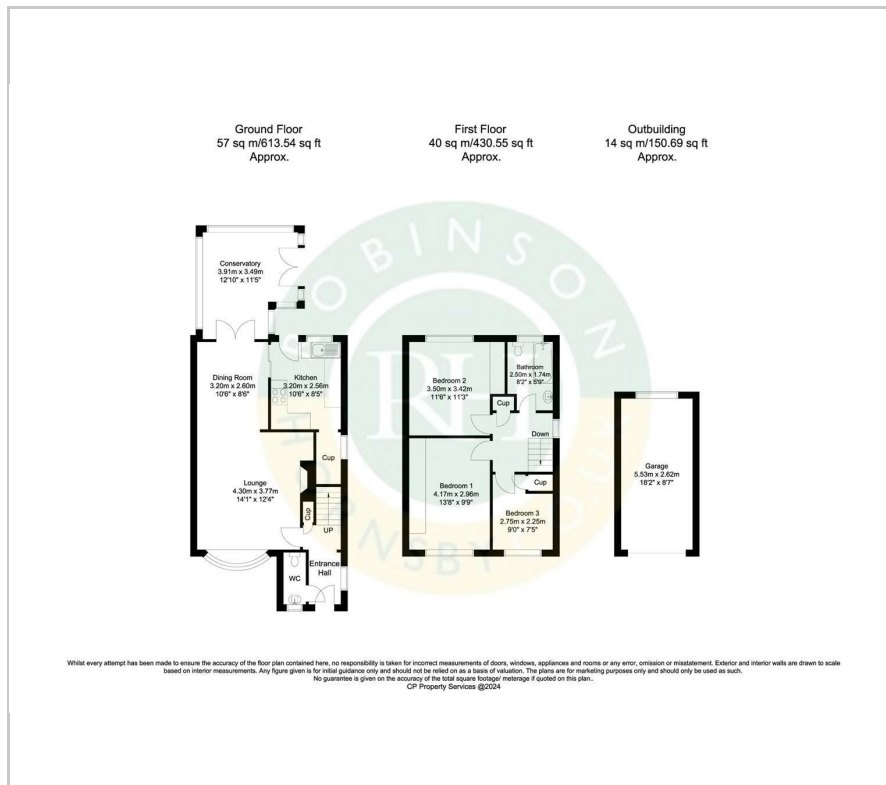 Ground Floor
57 sq m/613.54 sq ft
Approx.
First Floor
40 sq m/430.55 sq ft
Approx.
Outbuilding
14 sq m/150.69 sq ft
Approx.
Conservatory
3.91m x 3.49m
12'10" x 11'5"
Dining Room
3.20m x 2.60m
10'6" x 8'6"
Kitchen
3.20m x 2.56m
10'6" x 8'5"
Cup
Lounge
4.30m x 3.77m
14'1" x 12'4"
Cup
UP
Entrance
Hall
WC
Bedroom 2
3.50m x 3.42m
11'6" x 11'3"
Bathroom
2.50m x 1.74m
8'2" x 5'9"
Cup
Down
Bedroom 1
4.17m x 2.96m
13'8" x 9'9"
Cup
Bedroom 3
2.75m x 2.25m
9'0" x 7'5"
Garage
5.53m x 2.62m
18'2" x 8'7"
ROBINSON
RH
HORNSBY
Whilst every attempt has been made to ensure the accuracy of the floor plan contained here, no responsibility is taken for incorrect measurements of doors, windows, appliances and rooms or any error, omission or misstatement. Exterior and interior walls are drawn to scale
based on interior measurements. Any figure given is for initial guidance only and should not be relied on as a basis of valuation. The plans are for marketing purposes only and should only be used as such.
No guarantee is given on the accuracy of the total square footage/ meterage if quoted on this plan..
CP Property Services @2024